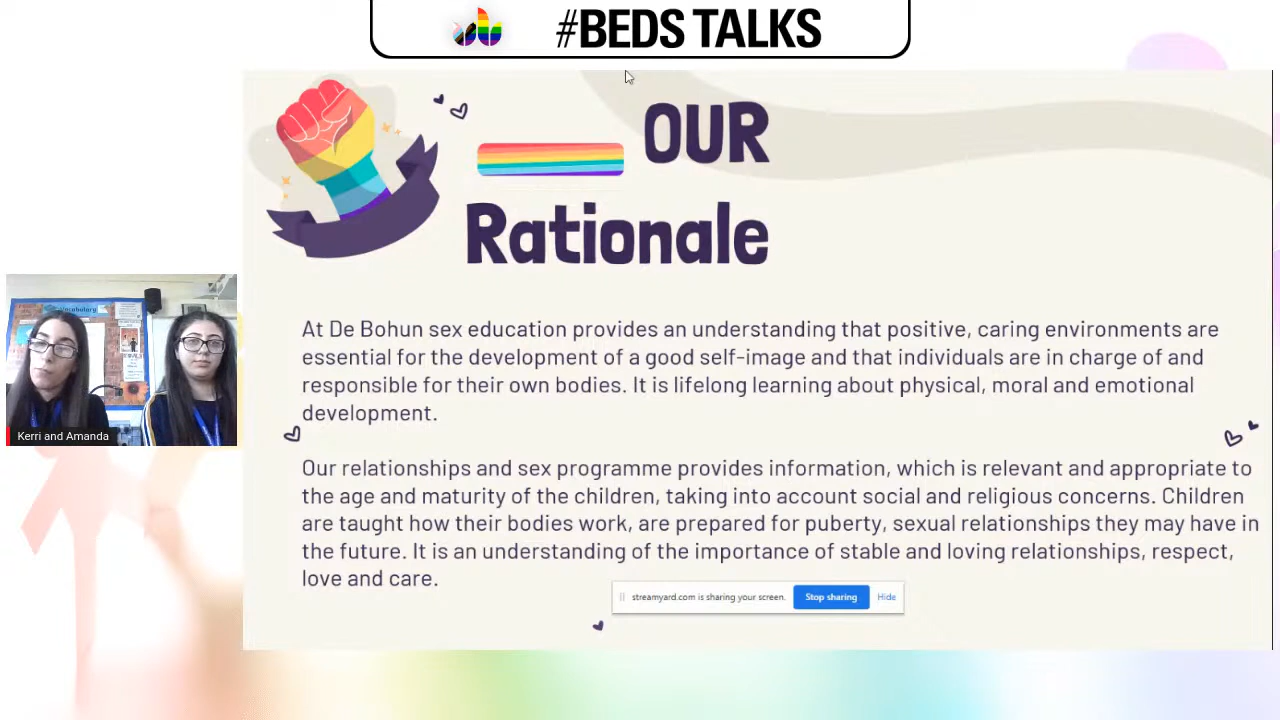 #BEDS TALKS
OUR
Rationale
At De Bohun sex education provides an understanding that positive, caring environments are
essential for the development of a good self-image and that individuals are in charge of and
responsible for their own bodies. It is lifelong learning about physical, moral and emotional
development.
Our relationships and sex programme provides information, which is relevant and appropriate to
the age and maturity of the children, taking into account social and religious concerns. Children
are taught how their bodies work, are prepared for puberty, sexual relationships they may have in
the future. It is an understanding of the importance of stable and loving relationships, respect,
love and care.
streamyard.com is sharing your screen.
Stop sharing
Hide
Vocabulary
Kerri and Amanda